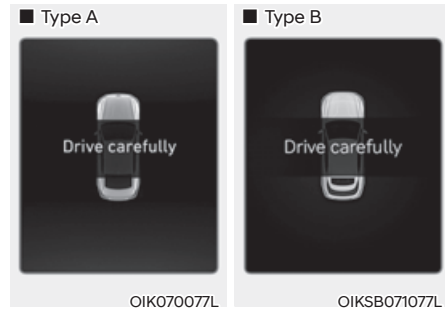 ■ Type A
Drive carefully
OIK070077L
■ Type B
Drive carefully
OIKSB071077L